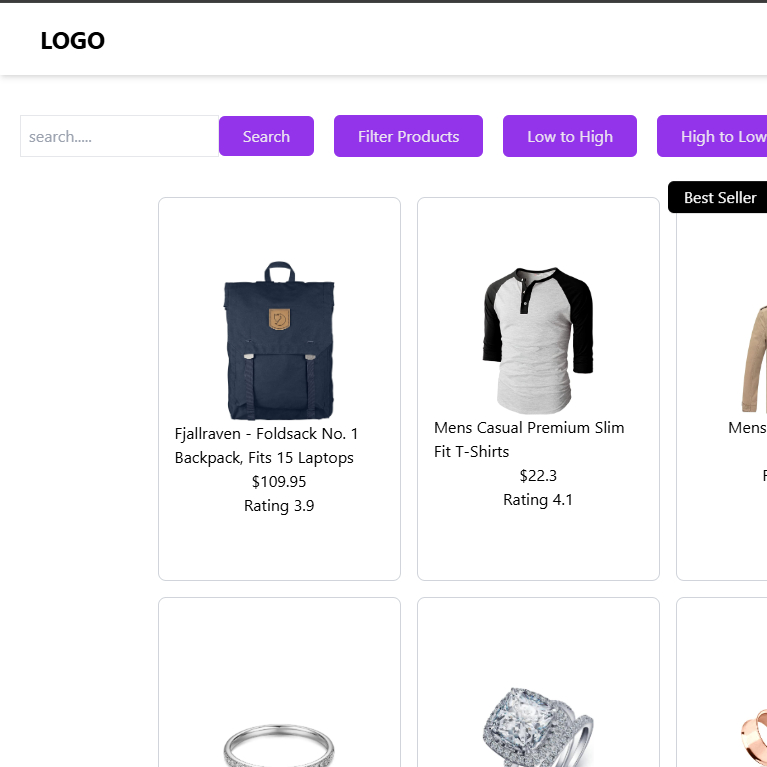 LOGO
search.....
Search
Filter Products
Low to High
High to Low
Best Seller
Fjallraven - Foldsack No. 1
Backpack, Fits 15 Laptops
$109.95
Rating 3.9
Mens Casual Premium Slim
Fit T-Shirts
$22.3
Rating 4.1
Mens